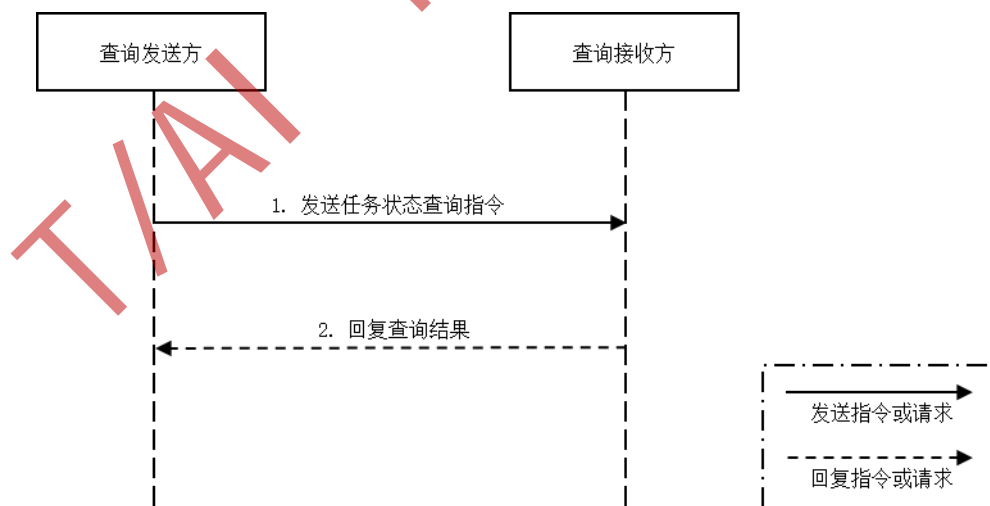 查询发送方
查询接收方
1. 发送任务状态查询指令
2. 回复查询结果
发送指令或请求
回复指令或请求
T/AI